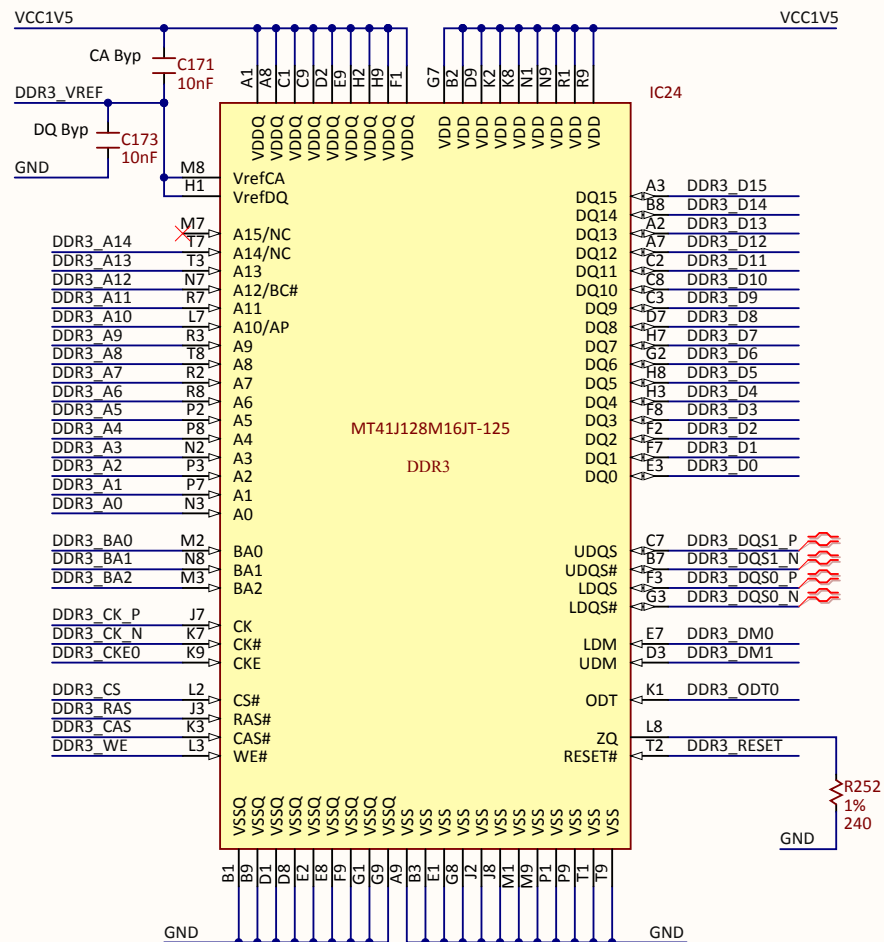 VCC1V5 VCC1V5
CA Byp C171
10nF
DDR3_VREF
DQ Byp C173
10nF
GND
A1 A8 C1 C9 D2 E9 H2 H9 F1 G7 B2 D9 K2 K8 N1 N9 R1 R9
IC24
VDDQ VDDQ VDDQ VDDQ VDDQ VDDQ VDDQ VDDQ VDDQ VDD VDD VDD VDD VDD VDD VDD VDD VDD
M8 VrefCA
H1 VrefDQ
M7 A15/NC
DDR3_A14 T7 A14/NC
DDR3_A13 T3 A13
DDR3_A12 N7 A12/BC#
DDR3_A11 R7 A11
DDR3_A10 L7 A10/AP
DDR3_A9 R3 A9
DDR3_A8 T8 A8
DDR3_A7 R2 A7
DDR3_A6 R8 A6
DDR3_A5 P2 A5
DDR3_A4 P8 A4
DDR3_A3 N2 A3
DDR3_A2 P3 A2
DDR3_A1 P7 A1
DDR3_A0 N3 A0
DDR3_BA0 M2 BA0
DDR3_BA1 N8 BA1
DDR3_BA2 M3 BA2
DDR3_CK_P J7 CK
DDR3_CK_N K7 CK#
DDR3_CKE0 K9 CKE
DDR3_CS L2 CS#
DDR3_RAS J3 RAS#
DDR3_CAS K3 CAS#
DDR3_WE L3 WE#
MT41J128M16JT-125
DDR3
DQ15 A3 DDR3_D15
DQ14 B8 DDR3_D14
DQ13 A2 DDR3_D13
DQ12 A7 DDR3_D12
DQ11 C2 DDR3_D11
DQ10 C8 DDR3_D10
DQ9 C3 DDR3_D9
DQ8 D7 DDR3_D8
DQ7 H7 DDR3_D7
DQ6 G2 DDR3_D6
DQ5 H8 DDR3_D5
DQ4 H3 DDR3_D4
DQ3 F8 DDR3_D3
DQ2 F2 DDR3_D2
DQ1 F7 DDR3_D1
DQ0 E3 DDR3_D0
UDQS C7 DDR3_DQS1_P
UDQS# B7 DDR3_DQS1_N
LDQS F3 DDR3_DQS0_P
LDQS# G3 DDR3_DQS0_N
LDM E7 DDR3_DM0
UDM D3 DDR3_DM1
ODT K1 DDR3_ODT0
ZQ L8
RESET# T2 DDR3_RESET
R252
1%
240
GND
VSSQ VSSQ VSSQ VSSQ VSSQ VSSQ VSSQ VSSQ VSSQ VSS VSS VSS VSS VSS VSS VSS VSS VSS VSS VSS VSS
B1 B9 D1 D8 E2 E8 F9 G1 G9 A9 B3 E1 G8 J2 J8 M1 M9 P1 P9 T1 T9
GND GND